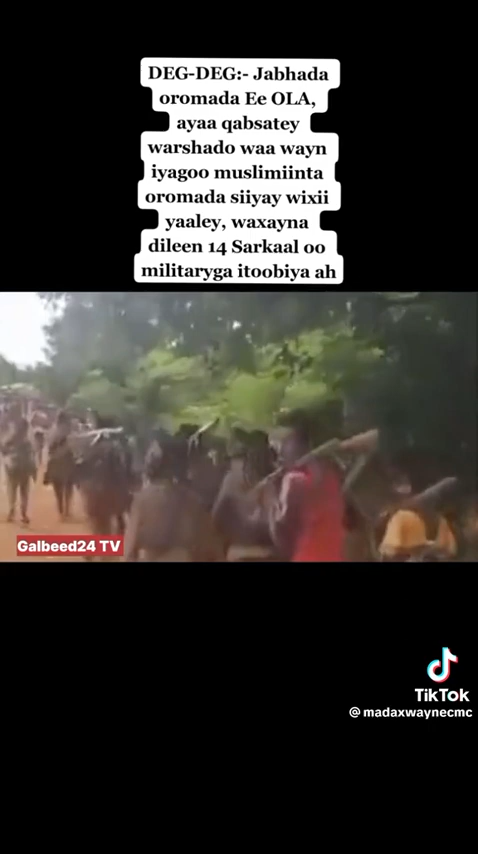 DEG-DEG:- Jabhada
oromada Ee OLA,
ayaa qabsatey
warshado waa wayn
iyagoo muslimiinta
oromada siiyay wixii
yaaley, waxayna
dileen 14 Sarkaal oo
militaryga itoobiya ah
Galbeed24 TV
TikTok
@ madaxwaynecmc